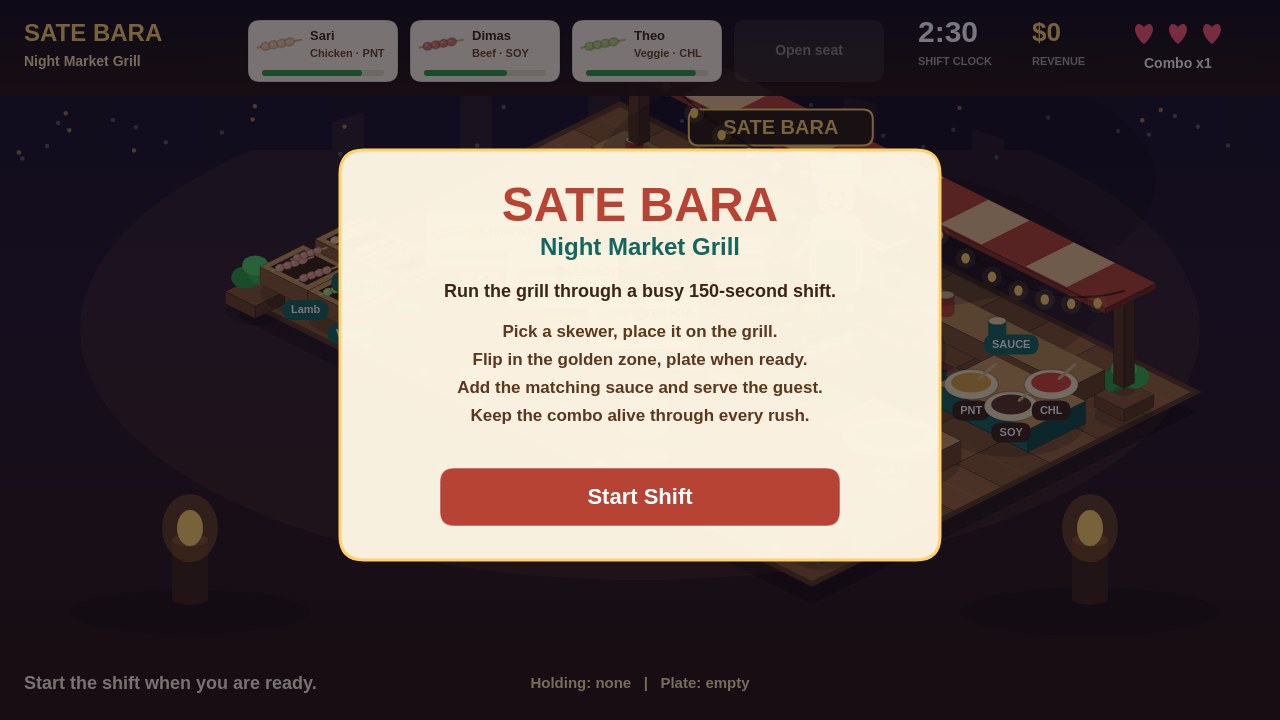 SATE BARA
Night Market Grill
Sari
Chicken · PNT
Dimas
Beef · SOY
Theo
Veggie · CHL
Open seat
2:30
SHIFT CLOCK
$0
REVENUE
Combo x1
SATE BARA
SATE BARA
Night Market Grill
Run the grill through a busy 150-second shift.
Pick a skewer, place it on the grill.
Flip in the golden zone, plate when ready.
Add the matching sauce and serve the guest.
Keep the combo alive through every rush.
Start Shift
Lamb
SAUCE
PNT
CHL
SOY
Start the shift when you are ready.
Holding: none | Plate: empty